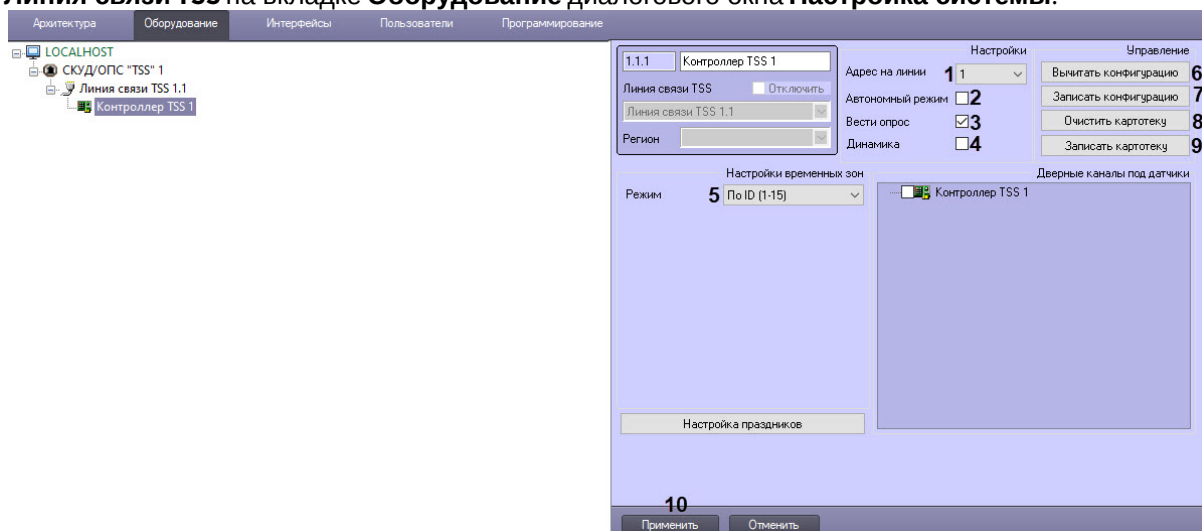 Линия связи TSS на вкладке Оборудование диалогового окна Настройка системы.
Архитектура Оборудование Интерфейсы Пользователи Программирование
LOCALHOST
СКУД/ОПС "TSS" 1
Линия связи TSS 1.1
Контроллер TSS 1
1.1.1 Контроллер TSS 1
Линия связи TSS Отключить
Линия связи TSS 1.1
Регион
Настройки
Адрес на линии 1 1
Автономный режим 2
Вести опрос 3
Динамика 4
Управление
Вычитать конфигурацию 6
Записать конфигурацию 7
Очистить картотеку 8
Записать картотеку 9
Настройки временных зон
Режим 5 По ID (1-15)
Дверные каналы под датчики
Контроллер TSS 1
Настройка праздников
10
Применить Отменить